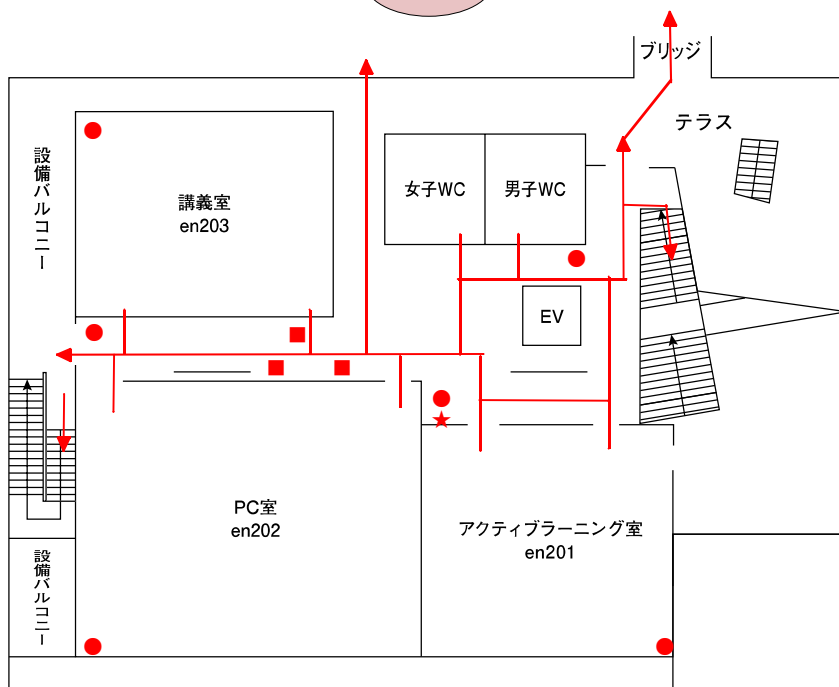 ブリッジ
テラス
設備バルコニー
講義室
en203
女子WC
男子WC
EV
PC室
en202
アクティブラーニング室
en201
設備バルコニー